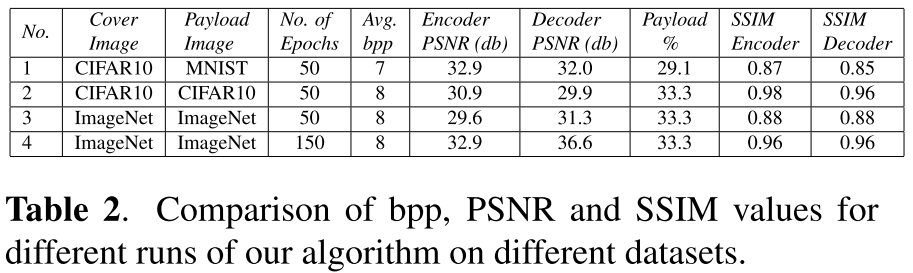 No. Cover Image Payload Image No. of Epochs Avg. bpp Encoder PSNR (db) Decoder PSNR (db) Payload % SSIM Encoder SSIM Decoder
1 CIFAR10 MNIST 50 7 32.9 32.0 29.1 0.87 0.85
2 CIFAR10 CIFAR10 50 8 30.9 29.9 33.3 0.98 0.96
3 ImageNet ImageNet 50 8 29.6 31.3 33.3 0.88 0.88
4 ImageNet ImageNet 150 8 32.9 36.6 33.3 0.96 0.96
Table 2. Comparison of bpp, PSNR and SSIM values for
different runs of our algorithm on different datasets.